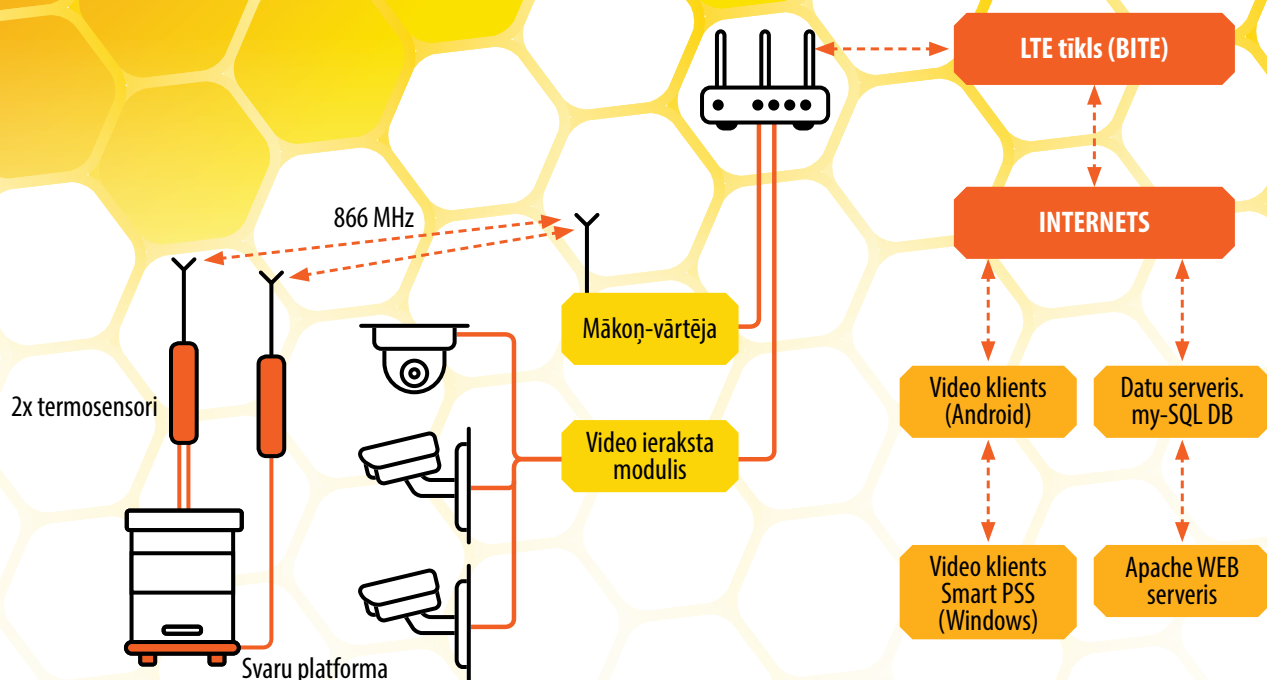 LTE tīkls (BITE)
866 MHz
INTERNETS
Mākoņ-vārtēja
2x termosensori
Video klients
(Android)
Datu serveris.
my-SQL DB
Video ieraksta
modulis
Video klients
Smart PSS
(Windows)
Apache WEB
serveris
Svaru platforma